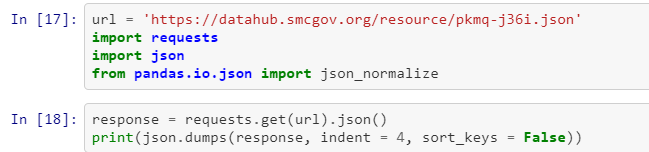 In [17]: url = 'https://datahub.smcgov.org/resource/pkmq-j36i.json'
import requests
import json
from pandas.io.json import json_normalize
In [18]: response = requests.get(url).json()
print(json.dumps(response, indent = 4, sort_keys = False))